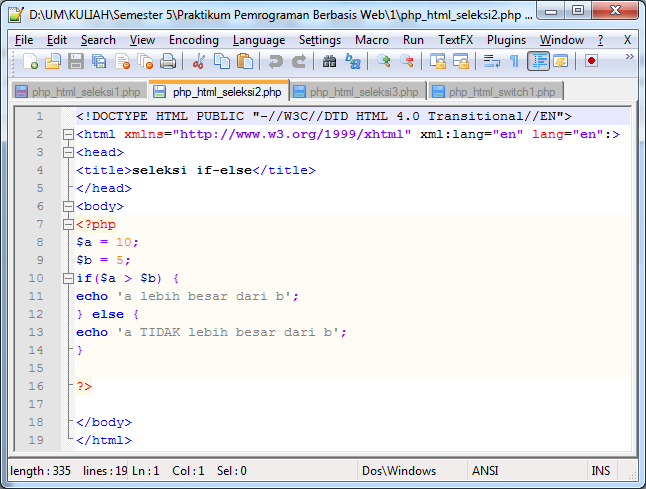 D:\UM\KULIAH\Semester 5\Praktikum Pemrograman Berbasis Web\1\php_html_seleksi2.php ...
File Edit Search View Encoding Language Settings Macro Run TextFX Plugins Window ? X
php_html_seleksi1.php php_html_seleksi2.php php_html_seleksi3.php php_html_switch1.php
1 <!DOCTYPE HTML PUBLIC "-//W3C//DTD HTML 4.0 Transitional//EN">
2 <html xmlns="http://www.w3.org/1999/xhtml" xml:lang="en" lang="en":>
3 <head>
4 <title>seleksi if-else</title>
5 </head>
6 <body>
7 <?php
8 $a = 10;
9 $b = 5;
10 if($a > $b) {
11 echo 'a lebih besar dari b';
12 } else {
13 echo 'a TIDAK lebih besar dari b';
14 }
15
16 ?>
17
18 </body>
19 </html>
length : 335 lines : 19 Ln : 1 Col : 1 Sel : 0 Dos\Windows ANSI INS